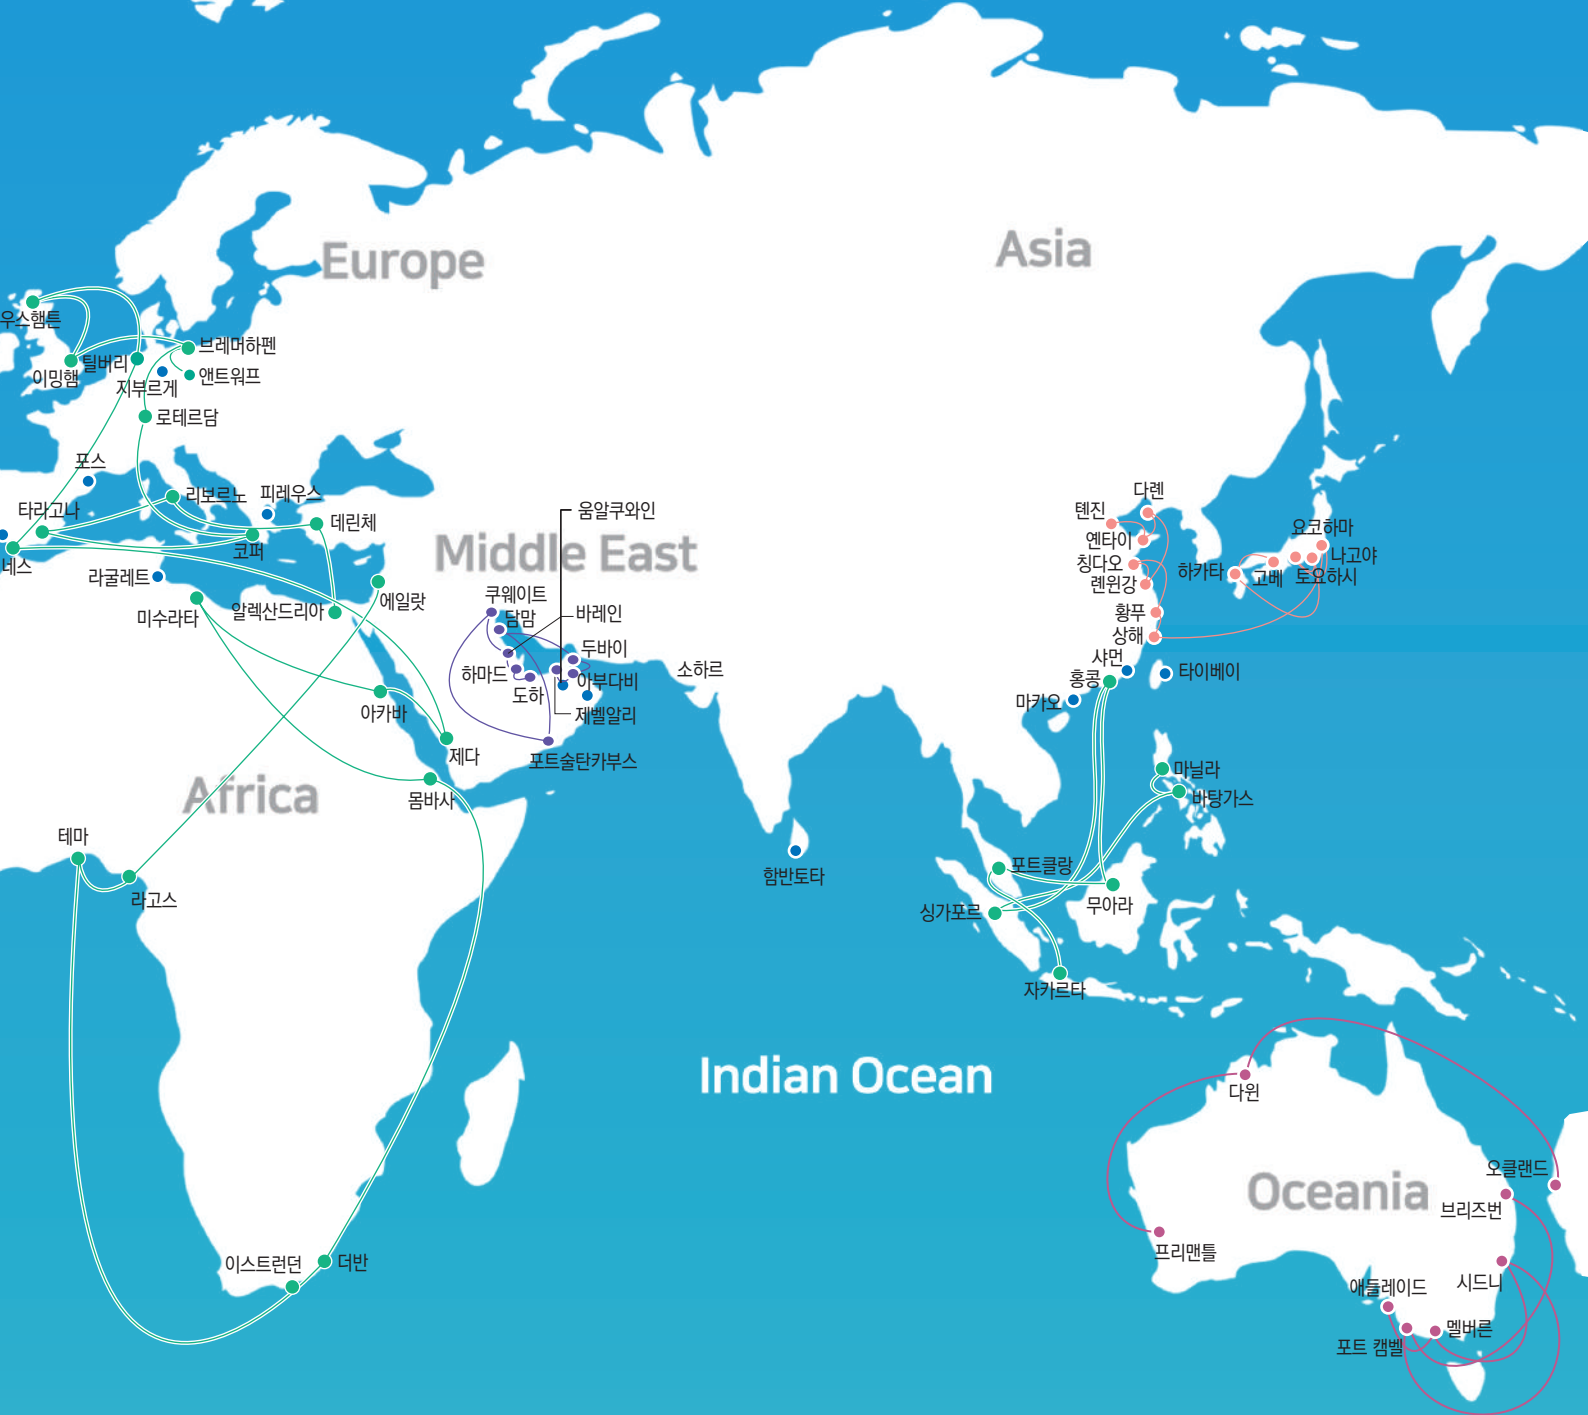 Europe
Asia
우스햄튼
브레머하펜
틸버리
이밍햄
앤트워프
지부르게
로테르담
포스
리보르노
피레우스
움알쿠와인
다롄
톈진
타라고나
데린체
요코하마
코퍼
Middle East
옌타이
나고야
네스
칭다오
하카타
고베
토요하시
라굴레트
롄윈강
에일랏
쿠웨이트
미수라타
알렉산드리아
담맘
바레인
황푸
상해
두바이
샤먼
하마드
소하르
홍콩
타이베이
도하
아부다비
마카오
아카바
제벨알리
제다
포트술탄카부스
마닐라
Africa
몸바사
바탕가스
테마
포트클랑
함반토타
라고스
싱가포르
무아라
자카르타
Indian Ocean
다윈
오클랜드
Oceania
브리즈번
프리맨틀
이스트런던
더반
시드니
애들레이드
멜버른
포트 캠벨